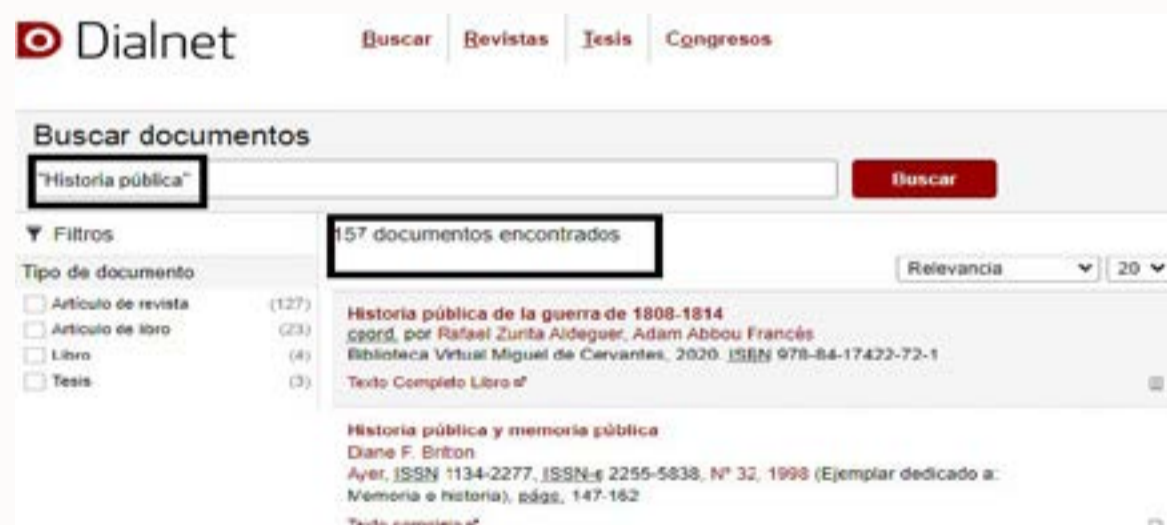 Dialnet
Buscar Revistas Tesis Congresos
Buscar documentos
"Historia pública"
Buscar
Filtros
157 documentos encontrados
Tipo de documento
Relevancia 20
Artículo de revista (127)
Artículo de libro (23)
Libro (4)
Tesis (3)
Historia pública de la guerra de 1808-1814
coord. por Rafael Zurita Aldeguer, Adam Abbou Francés
Biblioteca Virtual Miguel de Cervantes, 2020. ISBN 978-84-17422-72-1
Texto Completo Libro
Historia pública y memoria pública
Diane F. Britton
Ayer, ISSN 1134-2277, ISSN-e 2255-5838, Nº 32, 1998 (Ejemplar dedicado a:
Memoria e historia), págs. 147-162
Texto completo